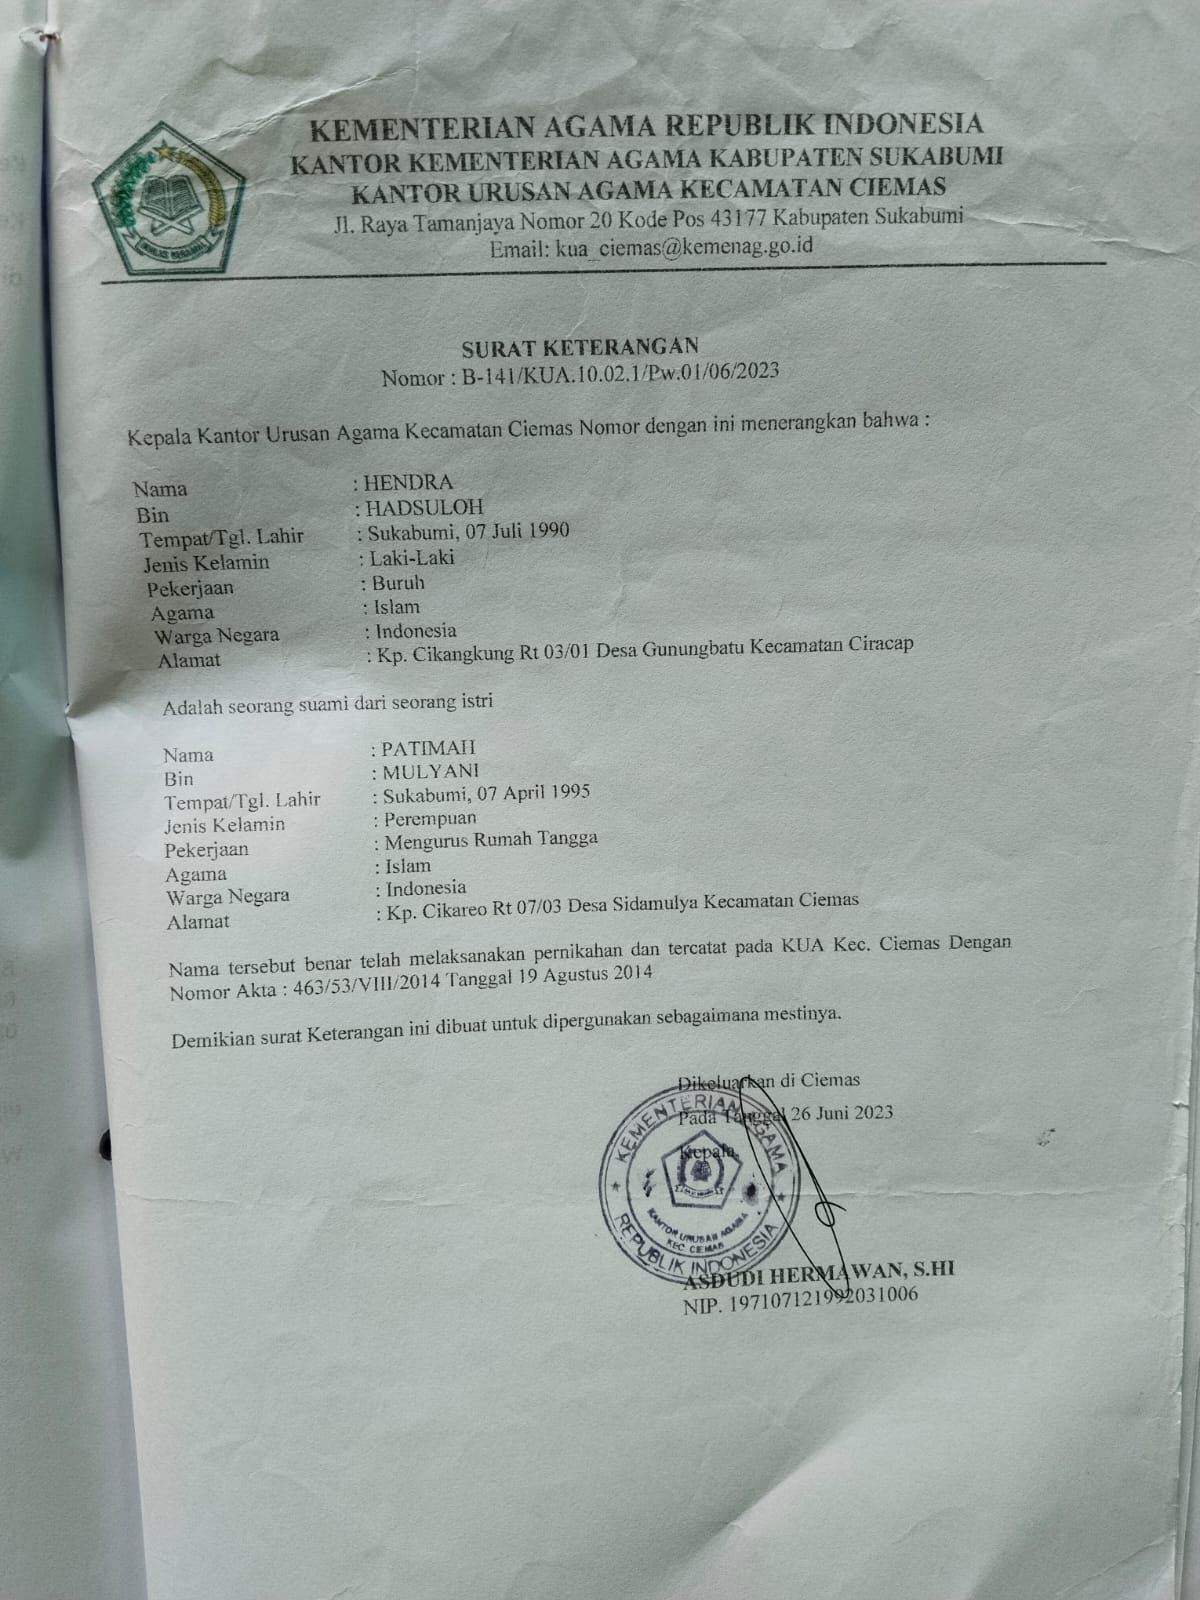 KEMENTERIAN AGAMA REPUBLIK INDONESIA
KANTOR KEMENTERIAN AGAMA KABUPATEN SUKABUMI
KANTOR URUSAN AGAMA KECAMATAN CIEMAS
Jl. Raya Tamanjaya Nomor 20 Kode Pos 43177 Kabupaten Sukabumi
Email: kua_ciemas@kemenag.go.id
IKHLAS BERAMAL
SURAT KETERANGAN
Nomor : B-141/KUA.10.02.1/Pw.01/06/2023
Kepala Kantor Urusan Agama Kecamatan Ciemas Nomor dengan ini menerangkan bahwa :
Nama : HENDRA
Bin : HADSULOH
Tempat/Tgl. Lahir : Sukabumi, 07 Juli 1990
Jenis Kelamin : Laki-Laki
Pekerjaan : Buruh
Agama : Islam
Warga Negara : Indonesia
Alamat : Kp. Cikangkung Rt 03/01 Desa Gunungbatu Kecamatan Ciracap
Adalah seorang suami dari seorang istri
Nama : PATIMAH
Bin : MULYANI
Tempat/Tgl. Lahir : Sukabumi, 07 April 1995
Jenis Kelamin : Perempuan
Pekerjaan : Mengurus Rumah Tangga
Agama : Islam
Warga Negara : Indonesia
Alamat : Kp. Cikareo Rt 07/03 Desa Sidamulya Kecamatan Ciemas
Nama tersebut benar telah melaksanakan pernikahan dan tercatat pada KUA Kec. Ciemas Dengan
Nomor Akta : 463/53/VIII/2014 Tanggal 19 Agustus 2014
Demikian surat Keterangan ini dibuat untuk dipergunakan sebagaimana mestinya.
Dikeluarkan di Ciemas
Pada Tanggal 26 Juni 2023
Kepala,
KEMENTERIAN AGAMA
KANTOR URUSAN AGAMA
KEC. CIEMAS
REPUBLIK INDONESIA
ASDUDI HERMAWAN, S.HI
NIP. 197107121992031006